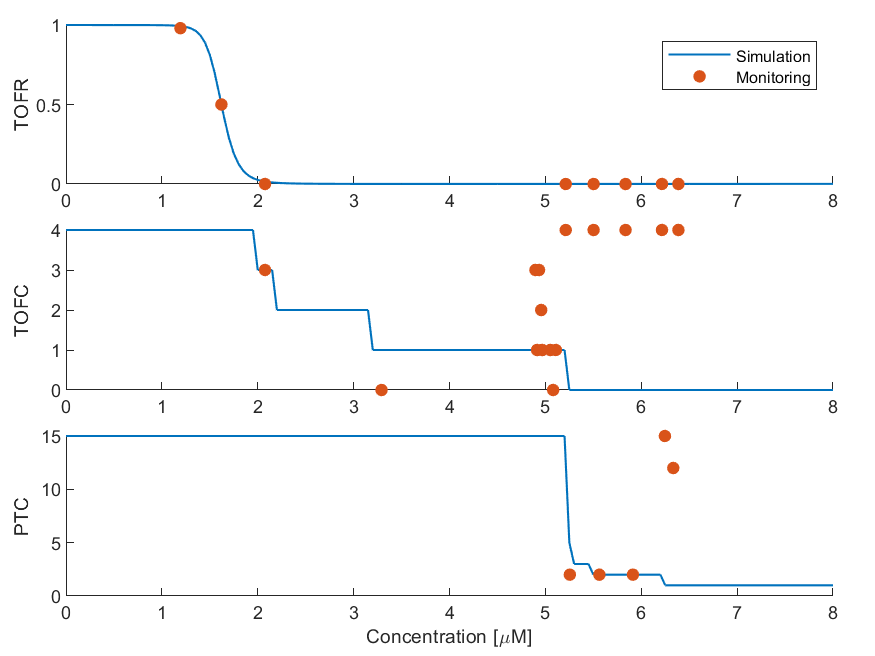 1
0.5
0
TOFR
Simulation
Monitoring
0 1 2 3 4 5 6 7 8
4
3
2
1
0
TOFC
0 1 2 3 4 5 6 7 8
15
10
5
0
PTC
0 1 2 3 4 5 6 7 8
Concentration [μM]